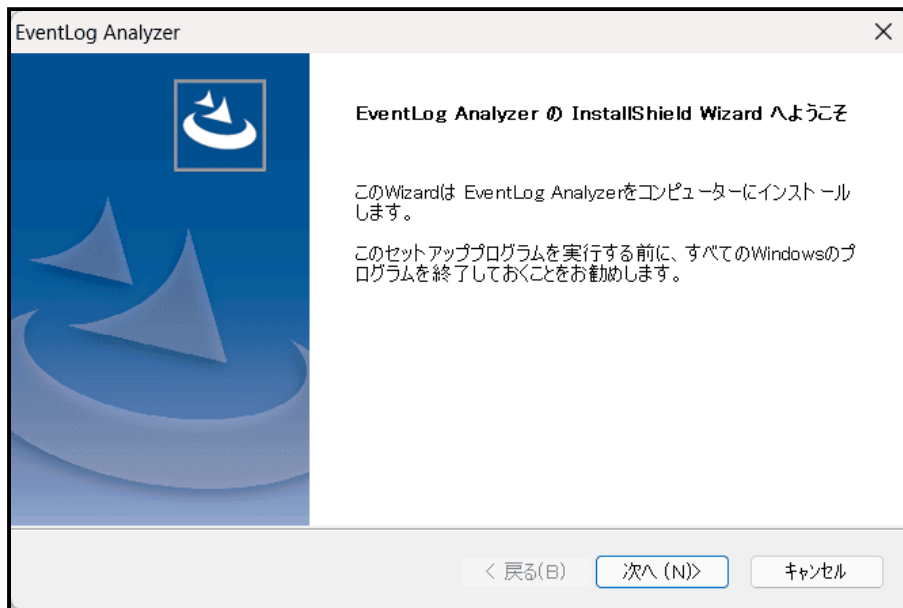 EventLog Analyzer
EventLog Analyzer の InstallShield Wizard へようこそ
このWizardは EventLog Analyzerをコンピューターにインストール
します。
このセットアッププログラムを実行する前に、すべてのWindowsのプ
ログラムを終了しておくことをお勧めします。
< 戻る(B)
次へ (N)>
キャンセル